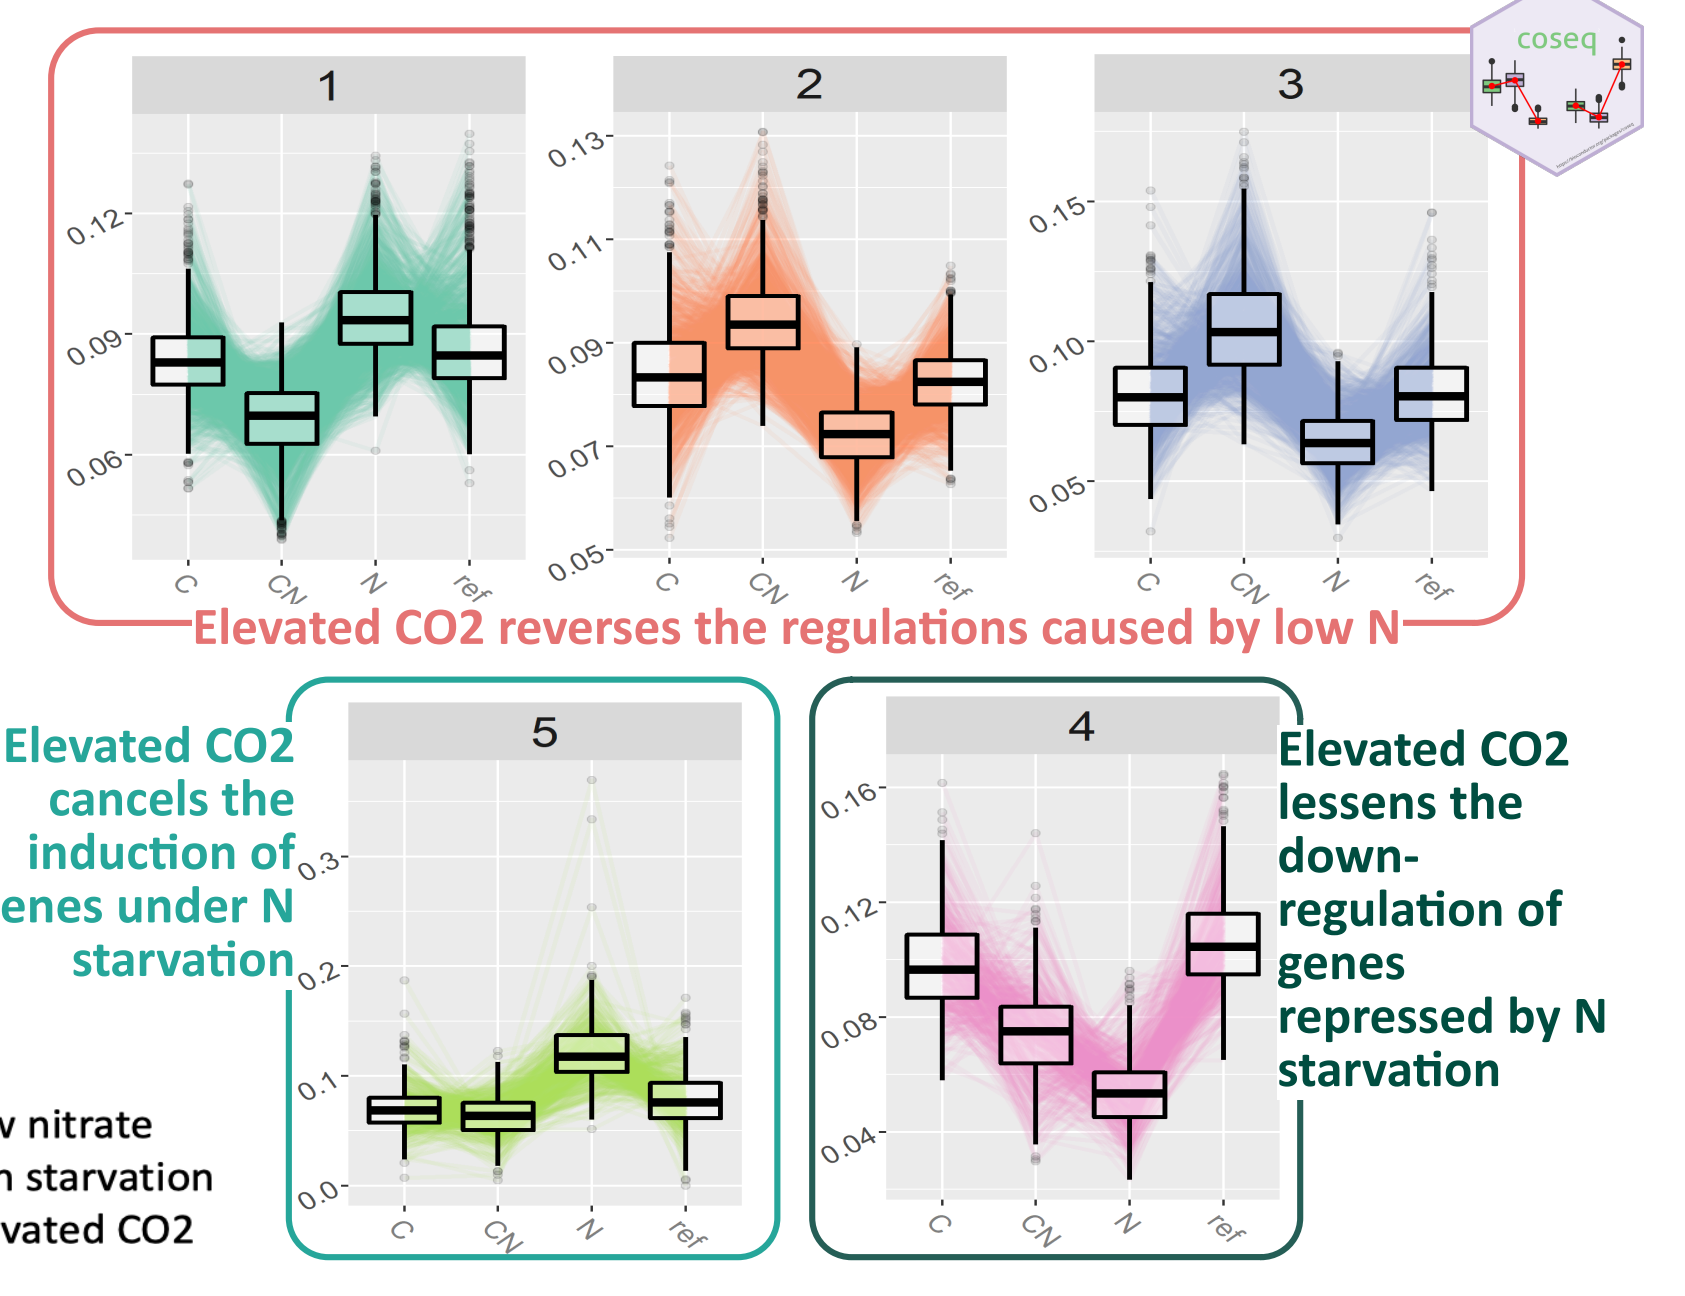 coseq
1
2
3
0.12
0.09
0.06
C
CN
N
ref
0.13
0.11
0.09
0.07
0.05
C
CN
N
ref
0.15
0.10
0.05
C
CN
N
ref
Elevated CO2 reverses the regulations caused by low N
Elevated CO2
cancels the
induction of
enes under N
starvation
5
0.3
0.2
0.1
0.0
C
CN
N
ref
4
0.16
0.12
0.08
0.04
C
CN
N
ref
Elevated CO2
lessens the
down-
regulation of
genes
repressed by N
starvation
w nitrate
n starvation
vated CO2